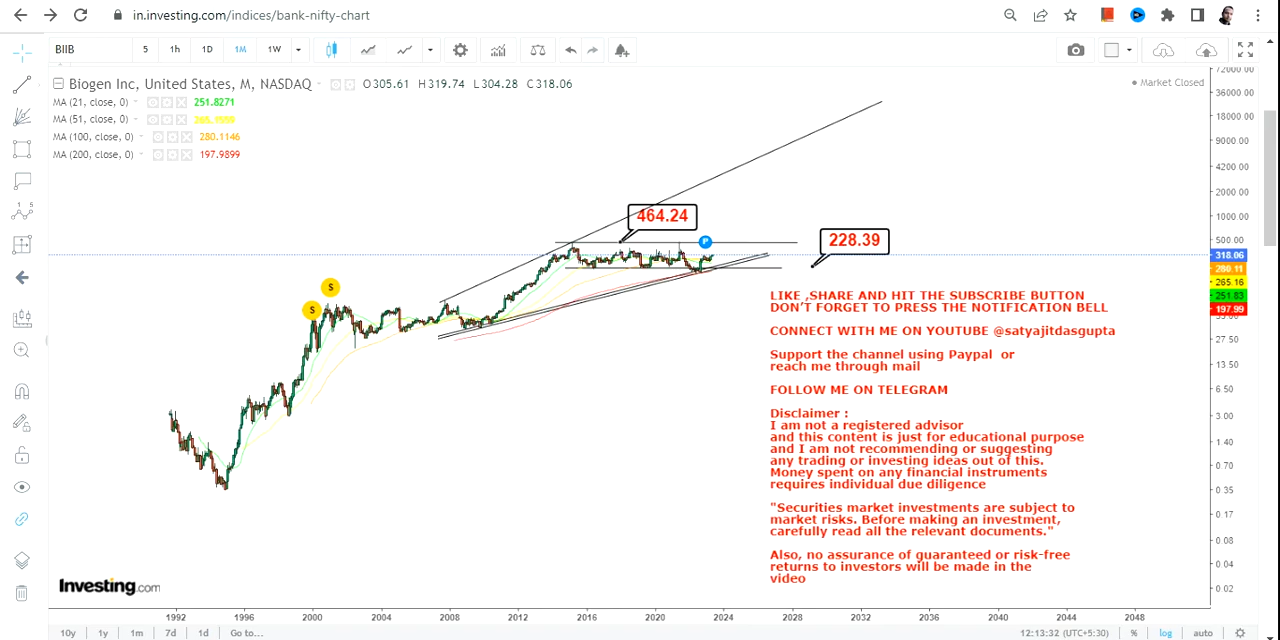 in.investing.com/indices/bank-nifty-chart
BIIB 5 1h 1D 1M 1W
Biogen Inc, United States, M, NASDAQ O305.61 H319.74 L304.28 C318.06
Market Closed
MA (21, close, 0) 251.8271
MA (51, close, 0)
MA (100, close, 0) 280.1146
MA (200, close, 0) 197.9899
72000.00
36000.00
18000.00
9000.00
4200.00
2000.00
1000.00
500.00
318.06
280.11
265.16
251.83
197.99
27.50
13.50
6.50
3.00
1.40
0.70
0.35
0.17
0.08
0.04
0.02
464.24
228.39
S
S
P
LIKE ,SHARE AND HIT THE SUBSCRIBE BUTTON
DON'T FORGET TO PRESS THE NOTIFICATION BELL
CONNECT WITH ME ON YOUTUBE @satyajitdasgupta
Support the channel using Paypal or
reach me through mail
FOLLOW ME ON TELEGRAM
Disclaimer :
I am not a registered advisor
and this content is just for educational purpose
and I am not recommending or suggesting
any trading or investing ideas out of this.
Money spent on any financial instruments
requires individual due diligence
"Securities market investments are subject to
market risks. Before making an investment,
carefully read all the relevant documents."
Also, no assurance of guaranteed or risk-free
returns to investors will be made in the
video
Investing.com
1992 1996 2000 2004 2008 2012 2016 2020 2024 2028 2032 2036 2040 2044 2048
10y 1y 1m 7d 1d Go to... 12:13:32 (UTC+5:30) % log auto